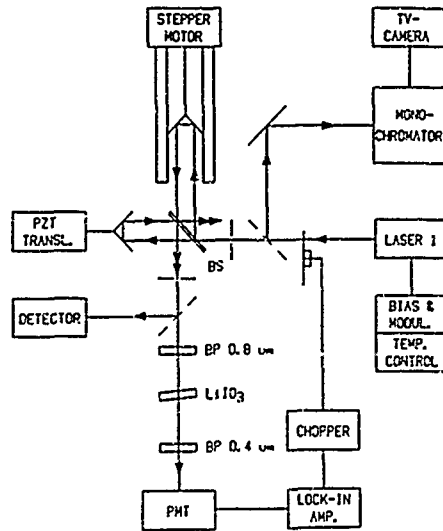 STEPPER
MOTOR
TV-
CAMERA
MONO-
CHROMATOR
PZT
TRANSL.
BS
LASER 1
DETECTOR
BIAS &
MODUL.
TEMP.
CONTROL
BP 0.8 um
LiIO3
BP 0.4 um
CHOPPER
PMT
LOCK-IN
AMP.